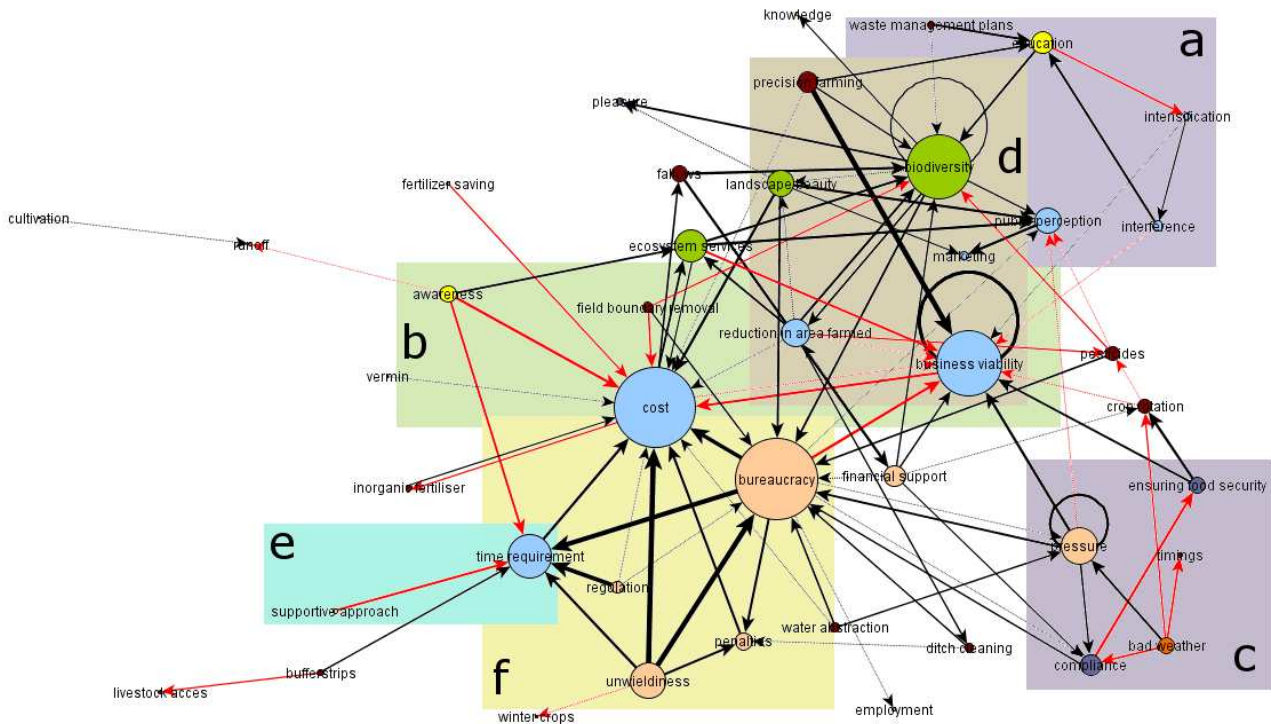 knowledge
waste management plans
a
education
precision farming
pleasure
intensification
d
biodiversity
fallows
fertilizer saving
landscape beauty
cultivation
public perception
interference
runoff
ecosystem services
marketing
awareness
field boundary removal
b
reduction in area farmed
pesticides
business viability
vermin
cost
crop rotation
bureaucracy
financial support
inorganic fertiliser
ensuring food security
e
pressure
time requirement
timings
regulation
supportive approach
water abstraction
penalties
ditch cleaning
bad weather
c
compliance
f
bufferstrips
unwieldiness
livestock acces
employment
winter crops